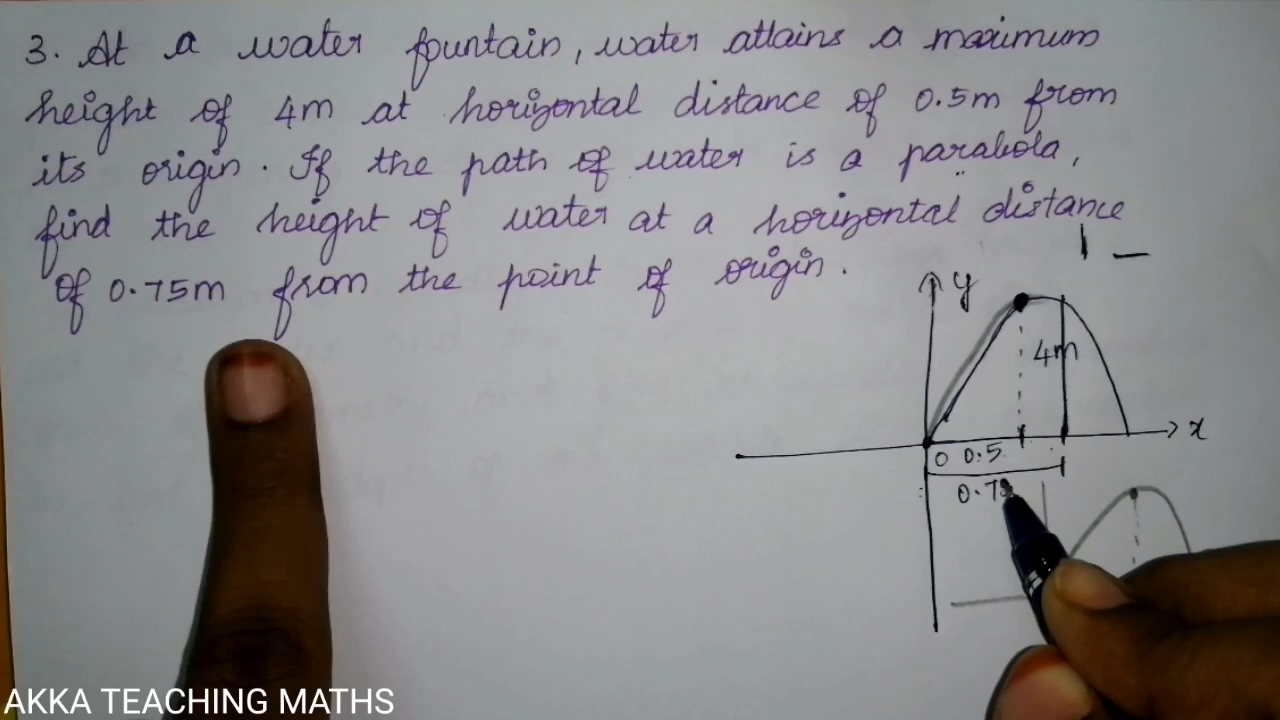 3. At a water fountain, water attains a maximum
height of 4m at horizontal distance of 0.5m from
its origin. If the path of water is a parabola,
find the height of water at a horizontal distance
of 0.75m from the point of origin.
y
4m
x
0 0.5
AKKA TEACHING MATHS